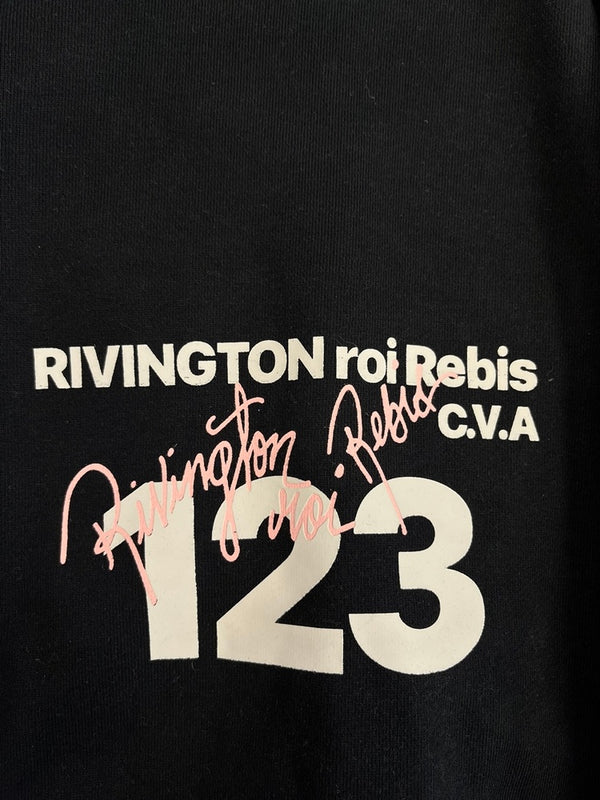 RIVINGTON roi Rebis
C.V.A
Rivington
roi Rebis
123